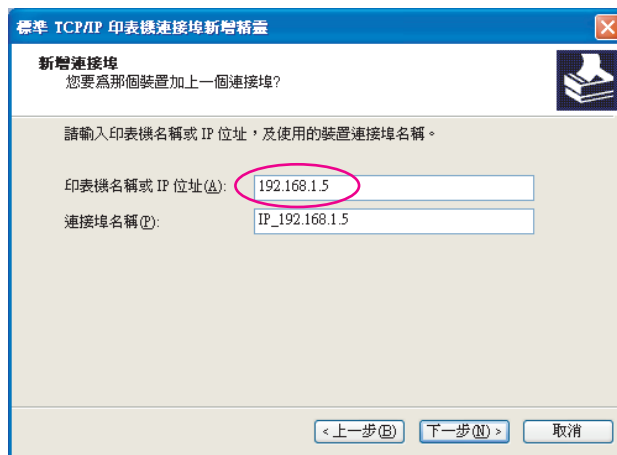 標準 TCP/IP 印表機連接埠新增精靈
新增連接埠
您要爲那個裝置加上一個連接埠?
請輸入印表機名稱或 IP 位址，及使用的裝置連接埠名稱。
印表機名稱或 IP 位址(A): 192.168.1.5
連接埠名稱(P): IP_192.168.1.5
<上一步(B) 下一步(N)> 取消